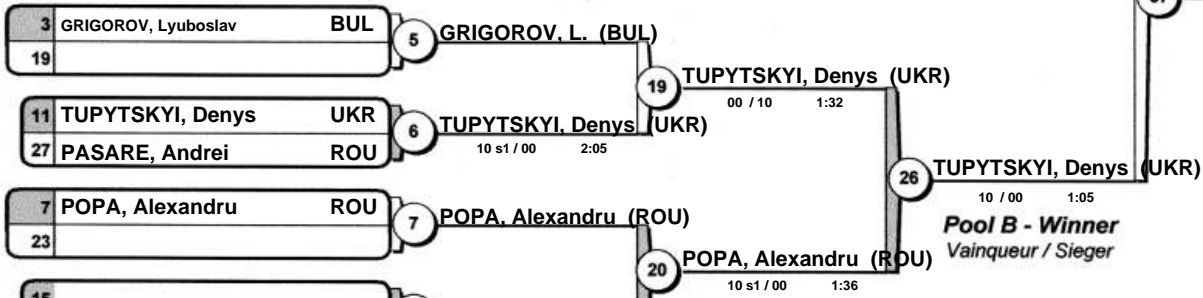 3 GRIGOROV, Lyuboslav BUL
19
5 GRIGOROV, L. (BUL)
19 TUPYTSKYI, Denys (UKR)
00 / 10 1:32
11 TUPYTSKYI, Denys UKR
27 PASARE, Andrei ROU
6 TUPYTSKYI, Denys (UKR)
10 s1 / 00 2:05
26 TUPYTSKYI, Denys (UKR)
10 / 00 1:05
Pool B - Winner
Vainqueur / Sieger
7 POPA, Alexandru ROU
23
7 POPA, Alexandru (ROU)
20 POPA, Alexandru (ROU)
10 s1 / 00 1:36
15